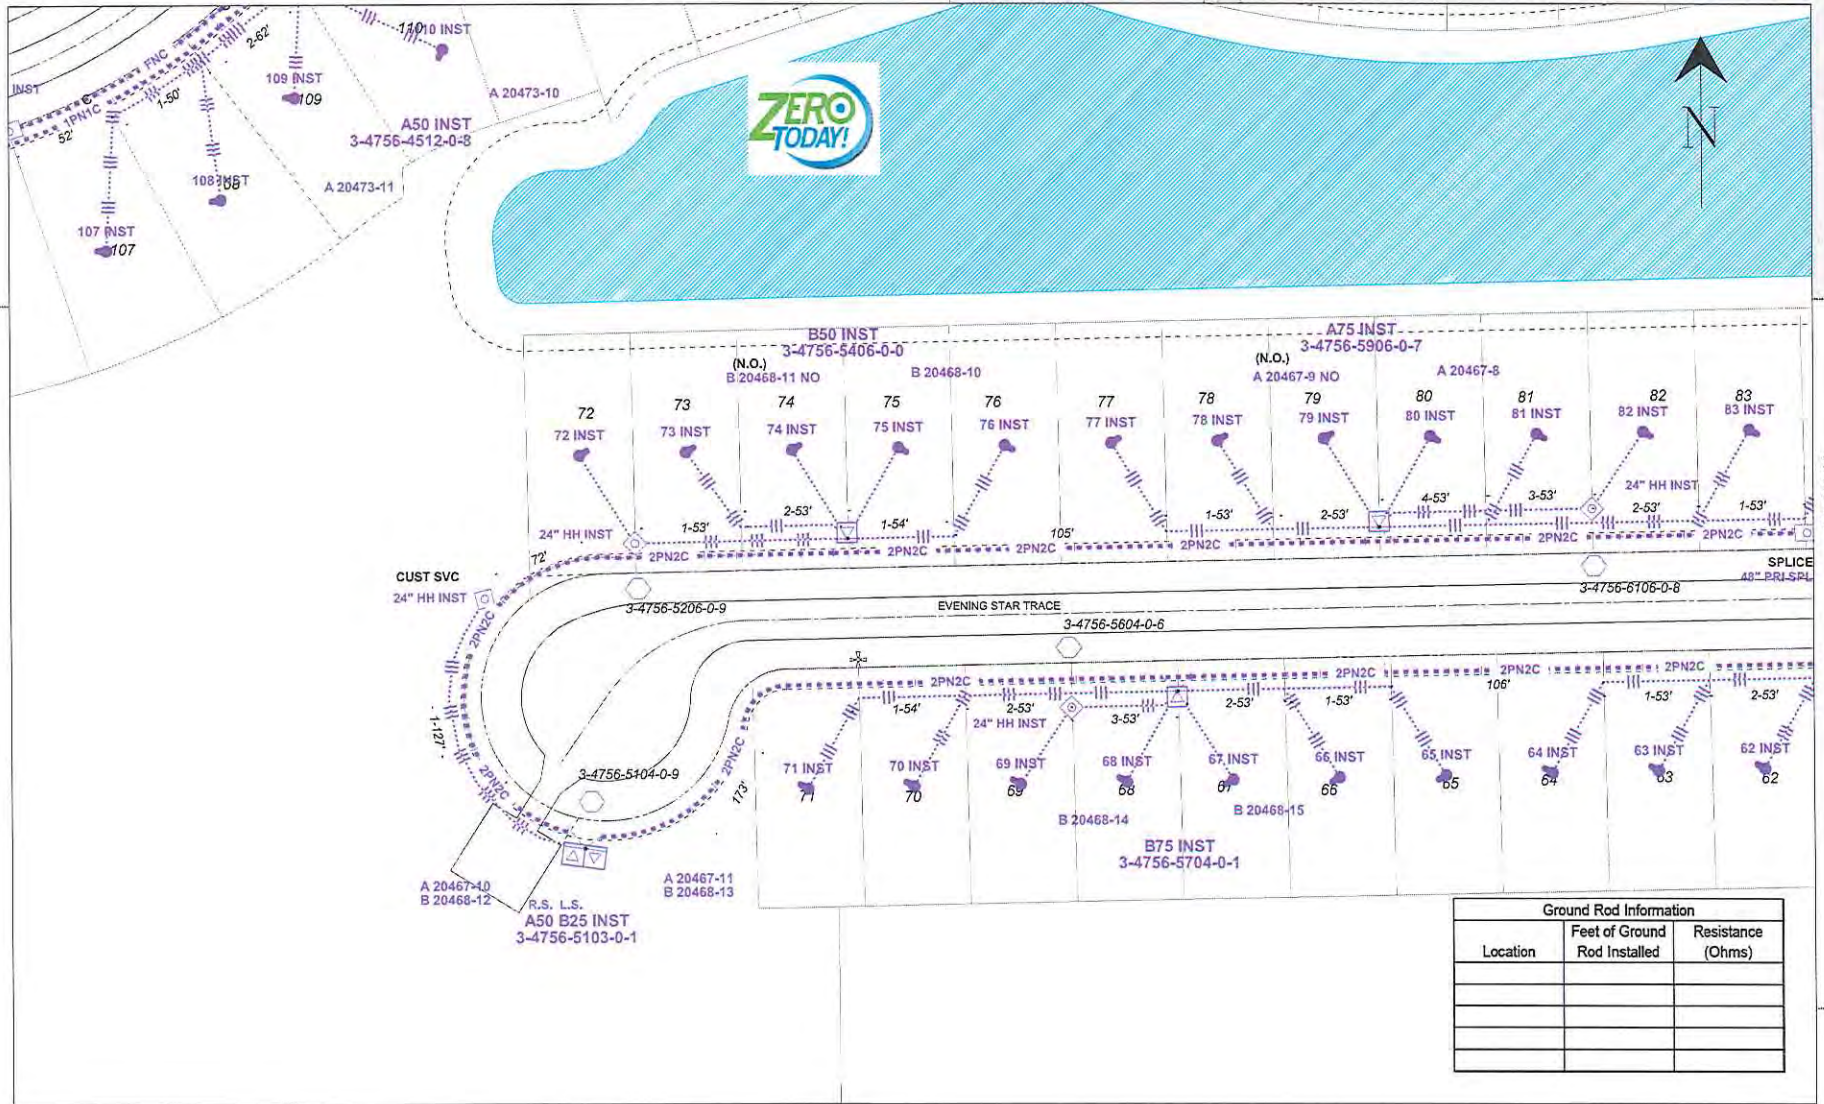 110
110 INST
2-62'
FNC
109 INST
109
INST
1-50'
1PN1C
52'
A 20473-10
A50 INST
3-4756-4512-0-8
108 INST
108
A 20473-11
107 INST
107
ZERO
TODAY!
N
B50 INST
3-4756-5406-0-0
(N.O.)
B 20468-11 NO
B 20468-10
A75 INST
3-4756-5906-0-7
(N.O.)
A 20467-9 NO
A 20467-8
72
73
74
75
76
77
78
79
80
81
82
83
72 INST
73 INST
74 INST
75 INST
76 INST
77 INST
78 INST
79 INST
80 INST
81 INST
82 INST
83 INST
24" HH INST
24" HH INST
1-53'
2-53'
1-54'
105'
1-53'
2-53'
4-53'
3-53'
2-53'
1-53'
72'
2PN2C
2PN2C
2PN2C
2PN2C
2PN2C
2PN2C
CUST SVC
24" HH INST
SPLICE
48" PRI SPL
3-4756-5206-0-9
EVENING STAR TRACE
3-4756-6106-0-8
3-4756-5604-0-6
2PN2C
2PN2C
2PN2C
2PN2C
2PN2C
2PN2C
1-54'
2-53'
24" HH INST
3-53'
2-53'
1-53'
106'
1-53'
2-53'
1-127'
2PN2C
2PN2C
173'
3-4756-5104-0-9
71 INST
70 INST
69 INST
68 INST
67 INST
66 INST
65 INST
64 INST
63 INST
62 INST
71
70
69
68
67
66
65
64
63
62
B 20468-14
B 20468-15
B75 INST
3-4756-5704-0-1
A 20467-10
B 20468-12
A 20467-11
B 20468-13
R.S. L.S.
A50 B25 INST
3-4756-5103-0-1
Ground Rod Information
Location
Feet of Ground
Rod Installed
Resistance
(Ohms)